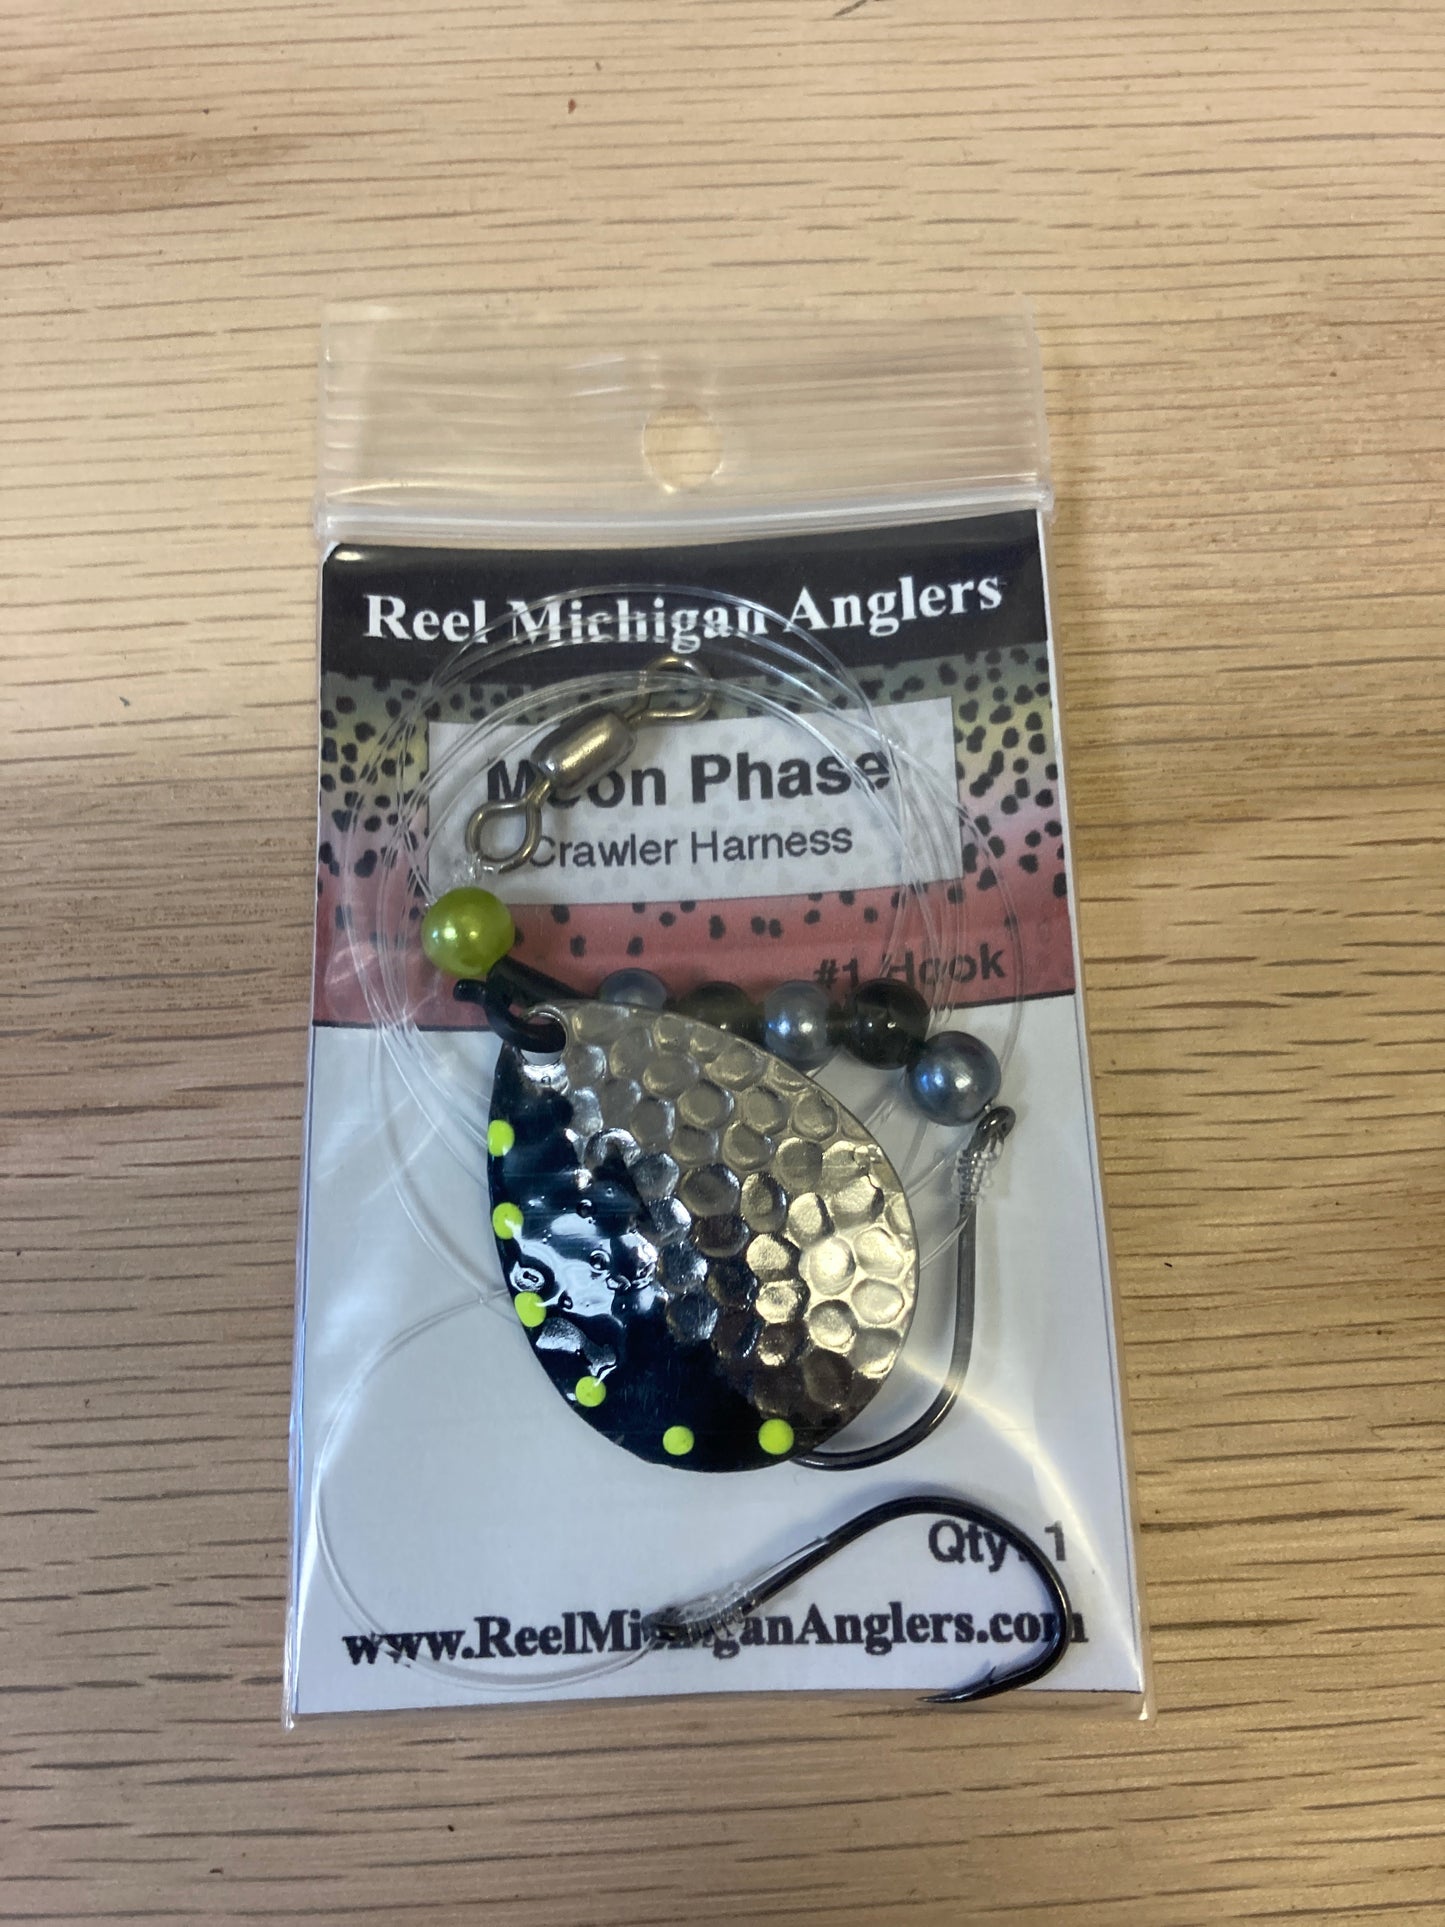 Reel Michigan Anglers
Moon Phase
Crawler Harness
#1 Hook
Qty: 1
www.ReelMichiganAnglers.com